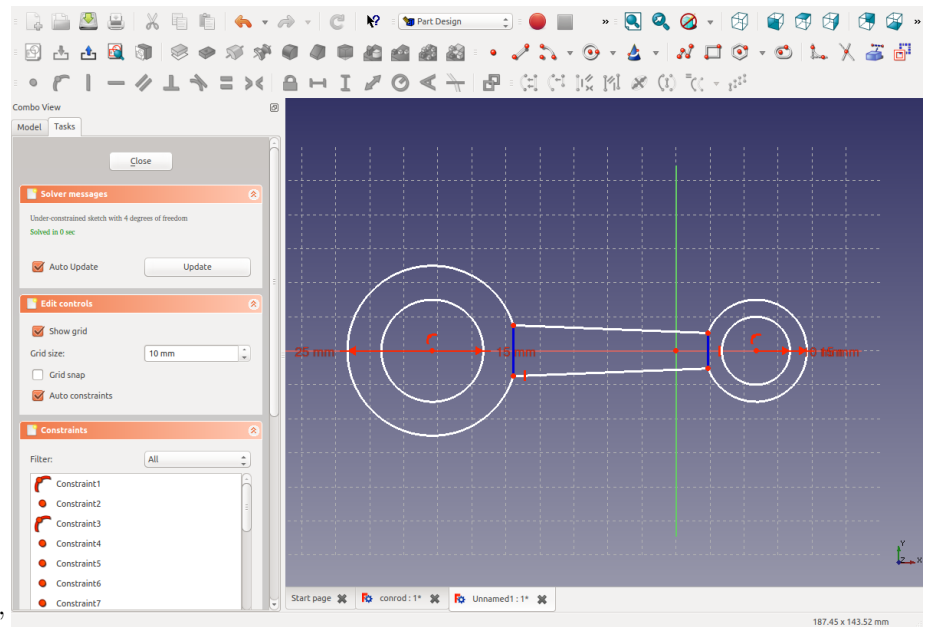 Part Design
»
»
Combo View
Model
Tasks
Close
Solver messages
Under-constrained sketch with 4 degrees of freedom
Solved in 0 sec
Auto Update
Update
Edit controls
Show grid
Grid size:
10 mm
Grid snap
Auto constraints
Constraints
Filter:
All
Constraint1
Constraint2
Constraint3
Constraint4
Constraint5
Constraint6
Constraint7
25 mm
15 mm
Y
Z
X
Start page
conrod : 1*
Unnamed1 : 1*
,
187.45 x 143.52 mm